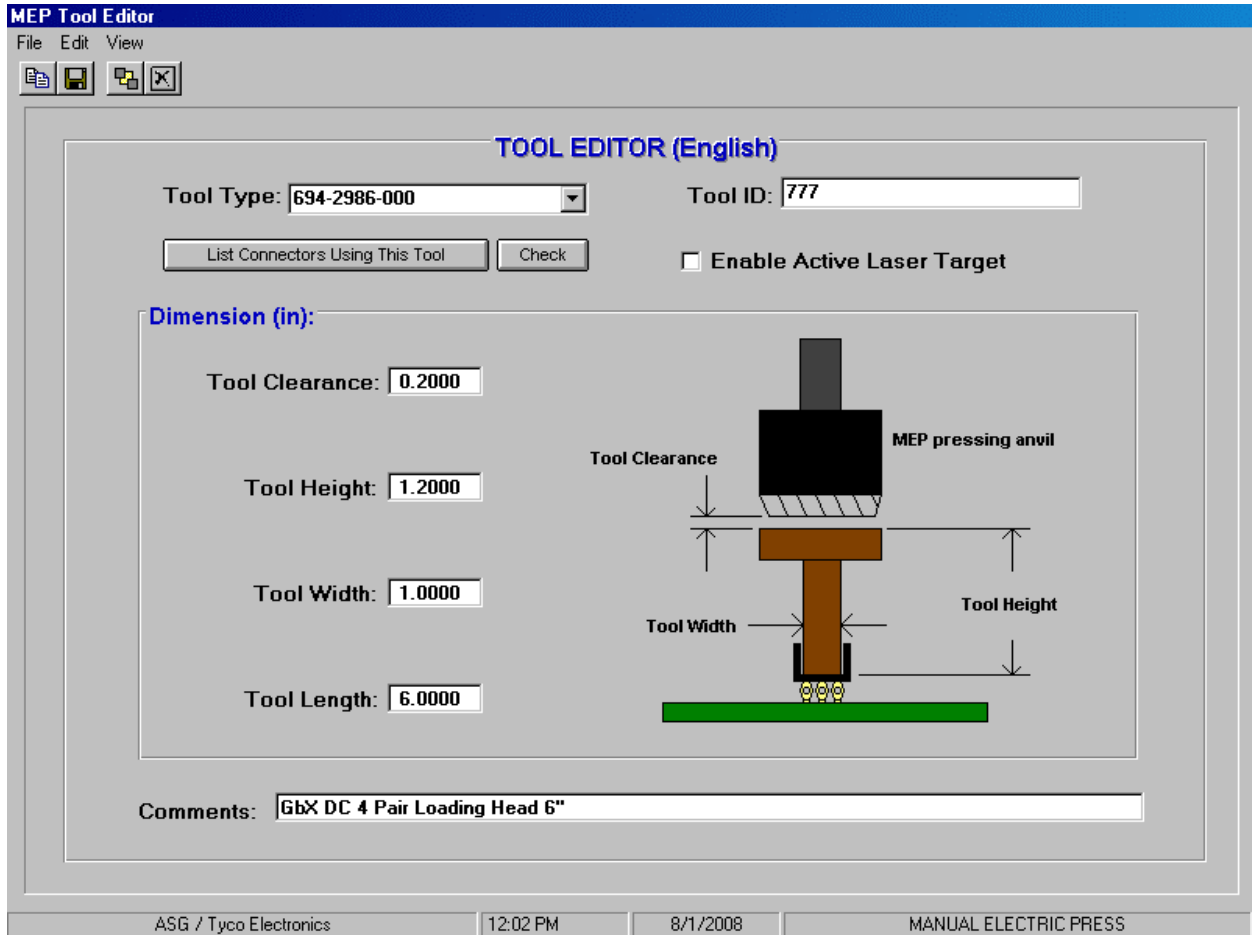 MEP Tool Editor
File Edit View
TOOL EDITOR (English)
Tool Type: 694-2986-000
Tool ID: 777
List Connectors Using This Tool
Check
Enable Active Laser Target
Dimension (in):
Tool Clearance: 0.2000
Tool Height: 1.2000
Tool Width: 1.0000
Tool Length: 6.0000
MEP pressing anvil
Tool Clearance
Tool Height
Tool Width
Comments: GbX DC 4 Pair Loading Head 6"
ASG / Tyco Electronics 12:02 PM 8/1/2008 MANUAL ELECTRIC PRESS